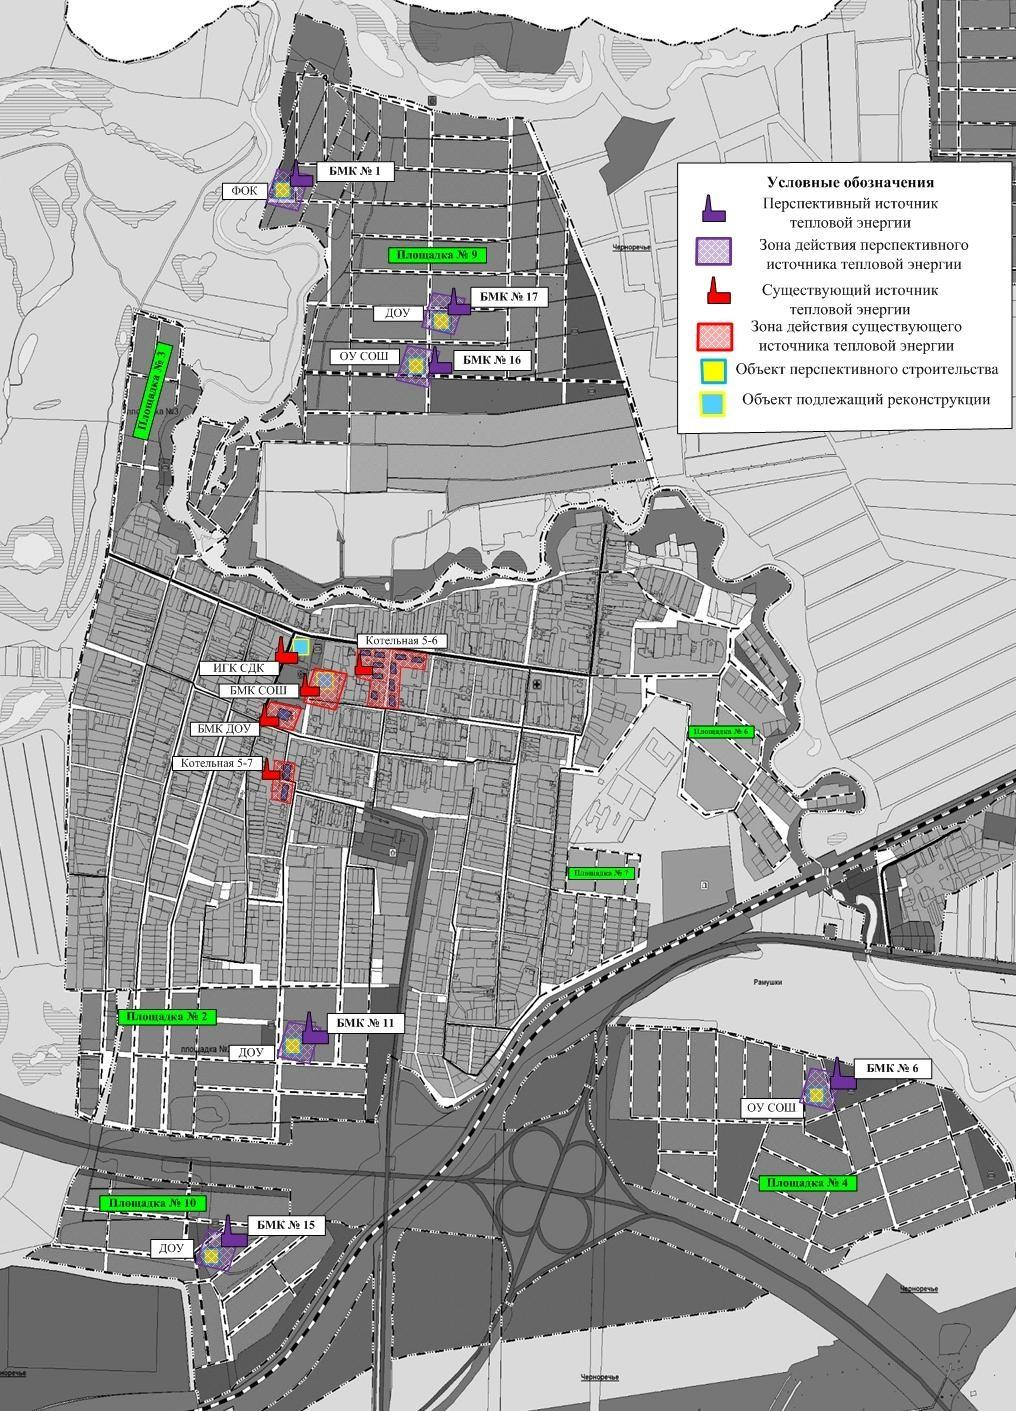 Условные обозначения
Перспективный источник
тепловой энергии
Зона действия перспективного
источника тепловой энергии
Существующий источник
тепловой энергии
Зона действия существующего
источника тепловой энергии
Объект перспективного строительства
Объект подлежащий реконструкции
БМК № 1
ФОК
Черноречье
Площадка № 9
БМК № 17
ДОУ
ОУ СОШ
БМК № 16
Площадка № 3
Котельная 5-6
ИГК СДК
БМК СОШ
БМК ДОУ
Котельная 5-7
Площадка № 6
Площадка № 7
Рамушки
Площадка № 2
БМК № 11
ДОУ
БМК № 6
ОУ СОШ
Площадка № 4
Площадка № 10
БМК № 15
ДОУ
Черноречье
Черноречье